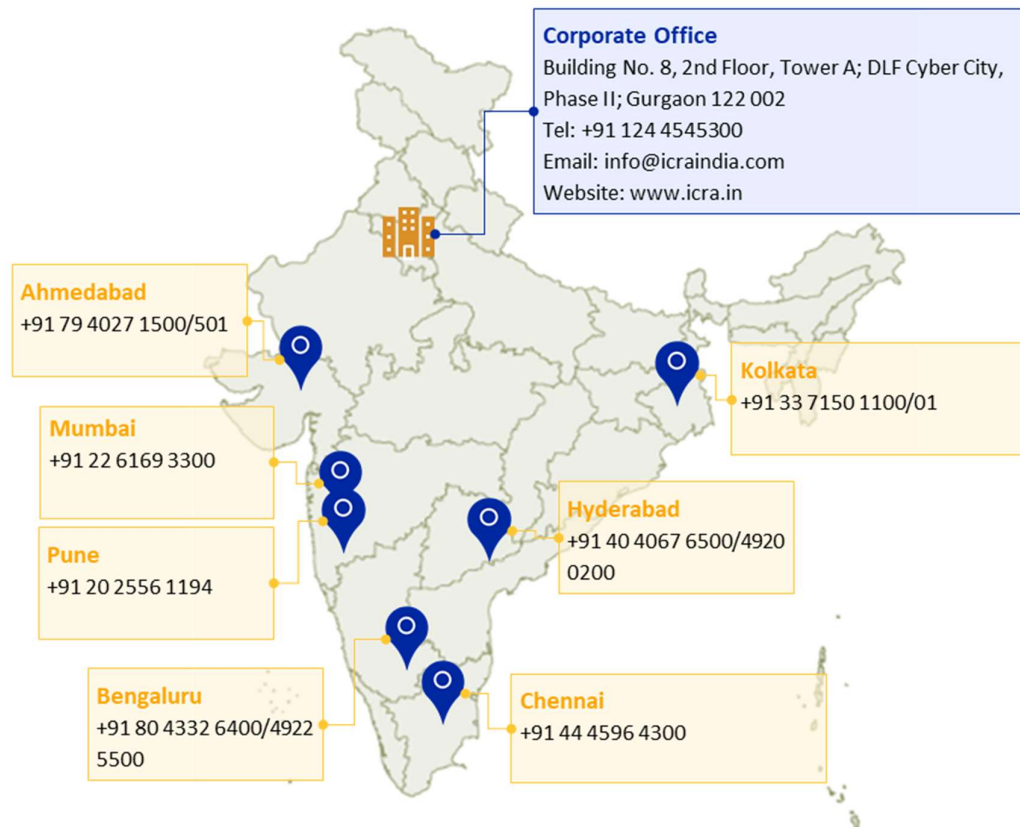 Corporate Office
Building No. 8, 2nd Floor, Tower A; DLF Cyber City,
Phase II; Gurgaon 122 002
Tel: +91 124 4545300
Email: info@icraindia.com
Website: www.icra.in
Ahmedabad
+91 79 4027 1500/501
Kolkata
+91 33 7150 1100/01
Mumbai
+91 22 6169 3300
Hyderabad
+91 40 4067 6500/4920
0200
Pune
+91 20 2556 1194
Bengaluru
+91 80 4332 6400/4922
5500
Chennai
+91 44 4596 4300